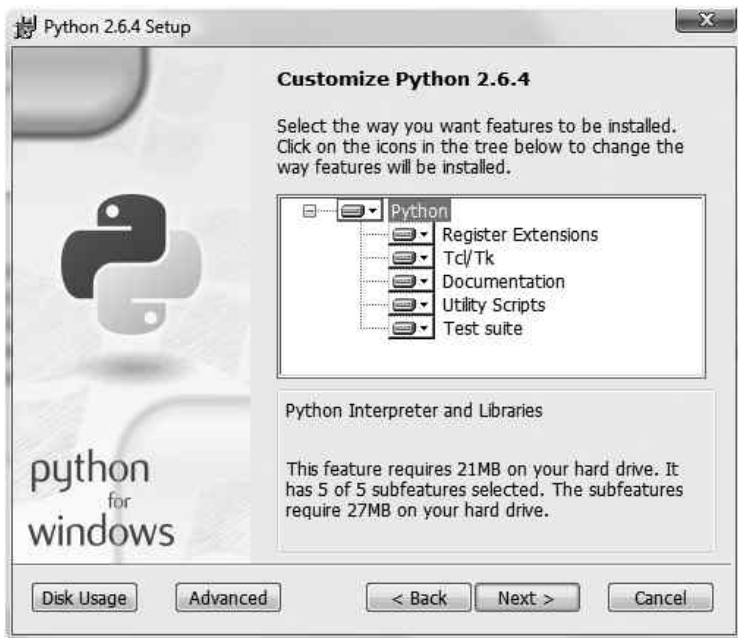 Python 2.6.4 Setup
X
Customize Python 2.6.4
Select the way you want features to be installed.
Click on the icons in the tree below to change the
way features will be installed.
Python
Register Extensions
Tcl/Tk
Documentation
Utility Scripts
Test suite
Python Interpreter and Libraries
This feature requires 21MB on your hard drive. It
has 5 of 5 subfeatures selected. The subfeatures
require 27MB on your hard drive.
python
for
windows
Disk Usage
Advanced
< Back
Next >
Cancel